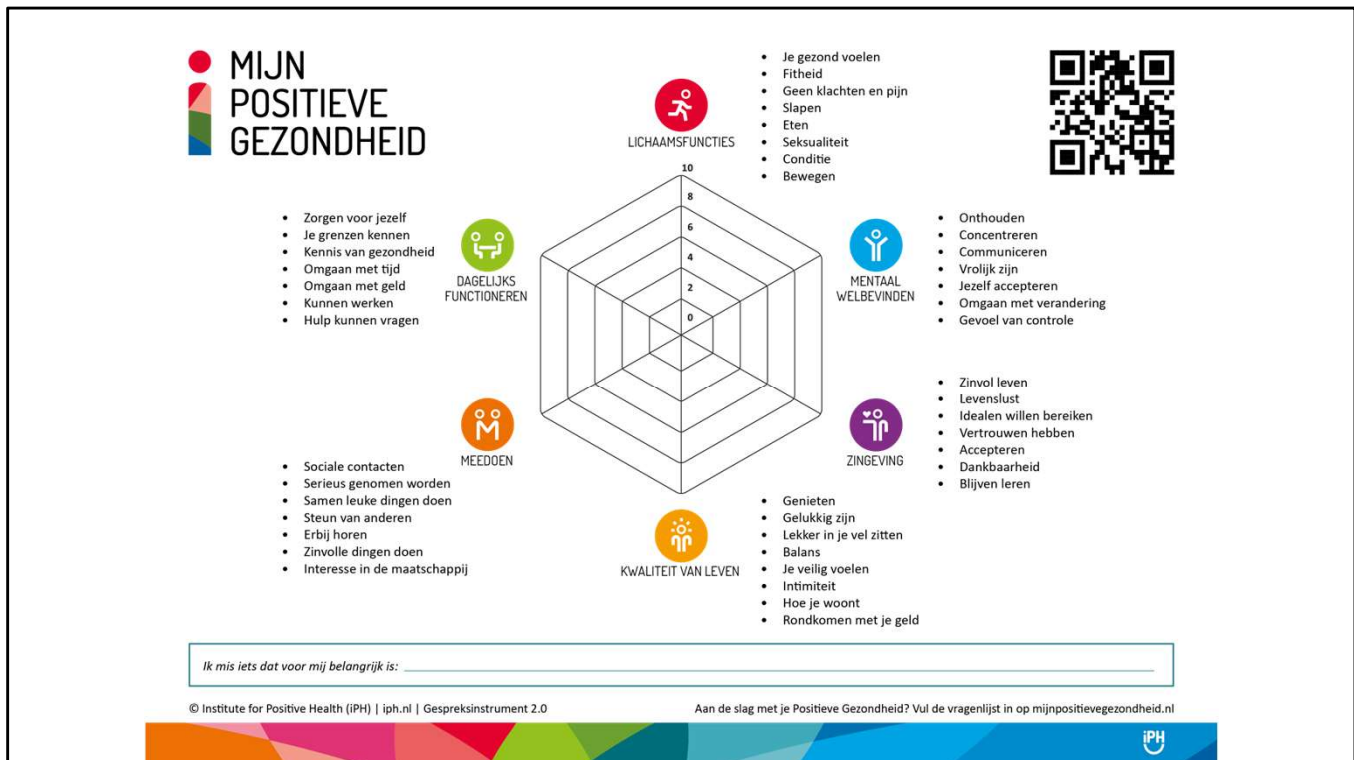 MIJN
POSITIEVE
GEZONDHEID
LICHAAMSFUNCTIES
• Je gezond voelen
• Fitheid
• Geen klachten en pijn
• Slapen
• Eten
• Seksualiteit
• Conditie
• Bewegen
10
8
6
4
2
0
• Zorgen voor jezelf
• Je grenzen kennen
• Kennis van gezondheid
• Omgaan met tijd
• Omgaan met geld
• Kunnen werken
• Hulp kunnen vragen
DAGELIJKS
FUNCTIONEREN
MENTAAL
WELBEVINDEN
• Onthouden
• Concentreren
• Communiceren
• Vrolijk zijn
• Jezelf accepteren
• Omgaan met verandering
• Gevoel van controle
MEEDOEN
• Sociale contacten
• Serieus genomen worden
• Samen leuke dingen doen
• Steun van anderen
• Erbij horen
• Zinvolle dingen doen
• Interesse in de maatschappij
ZINGEVING
• Zinvol leven
• Levenslust
• Idealen willen bereiken
• Vertrouwen hebben
• Accepteren
• Dankbaarheid
• Blijven leren
KWALITEIT VAN LEVEN
• Genieten
• Gelukkig zijn
• Lekker in je vel zitten
• Balans
• Je veilig voelen
• Intimiteit
• Hoe je woont
• Rondkomen met je geld
Ik mis iets dat voor mij belangrijk is:
© Institute for Positive Health (iPH) | iph.nl | Gespreksinstrument 2.0
Aan de slag met je Positieve Gezondheid? Vul de vragenlijst in op mijnpositievegezondheid.nl
iPH